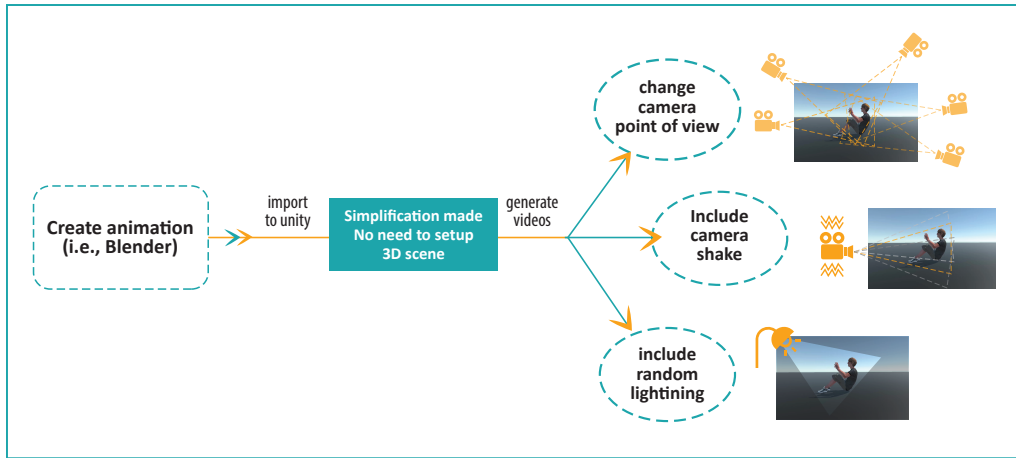 Create animation
(i.e., Blender)
import
to unity
Simplification made
No need to setup
3D scene
generate
videos
change
camera
point of view
Include
camera
shake
include
random
lightining